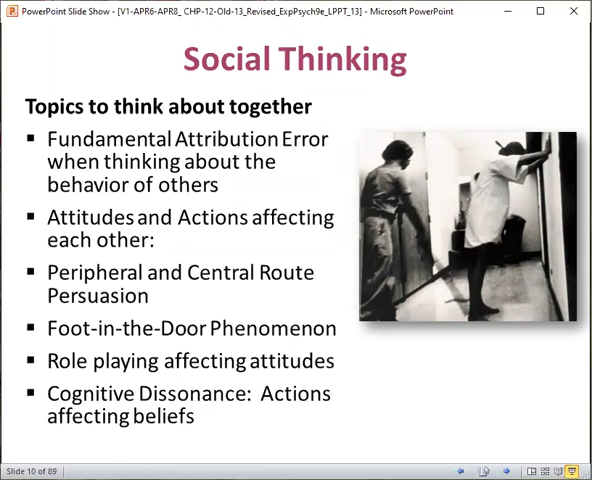 PowerPoint Slide Show - [V1-APR6-APR8_ CHP-12-Old-13_Revised_ExpPsych9e_LPPT_13] - Microsoft PowerPoint
Social Thinking
Topics to think about together
▪ Fundamental Attribution Error
when thinking about the
behavior of others
▪ Attitudes and Actions affecting
each other:
▪ Peripheral and Central Route
Persuasion
▪ Foot-in-the-Door Phenomenon
▪ Role playing affecting attitudes
▪ Cognitive Dissonance: Actions
affecting beliefs
Slide 10 of 89